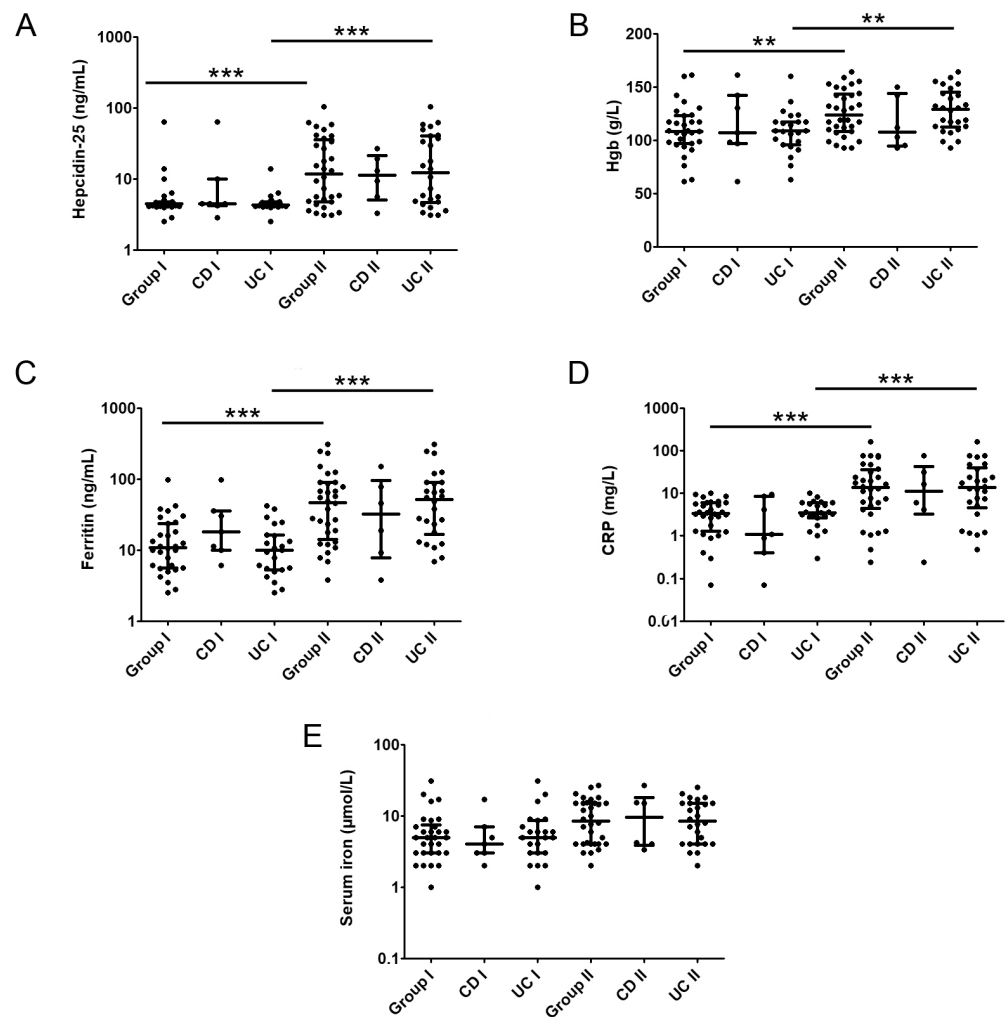 A
Hepcidin-25 (ng/mL)
1000
100
10
1
***
***
Group I
CD I
UC I
Group II
CD II
UC II
B
Hgb (g/L)
200
150
100
50
0
**
**
Group I
CD I
UC I
Group II
CD II
UC II
C
Ferritin (ng/mL)
1000
100
10
1
***
***
Group I
CD I
UC I
Group II
CD II
UC II
D
CRP (mg/L)
1000
100
10
1
0.1
0.01
***
***
Group I
CD I
UC I
Group II
CD II
UC II
E
Serum iron (µmol/L)
100
10
1
0.1
Group I
CD I
UC I
Group II
CD II
UC II